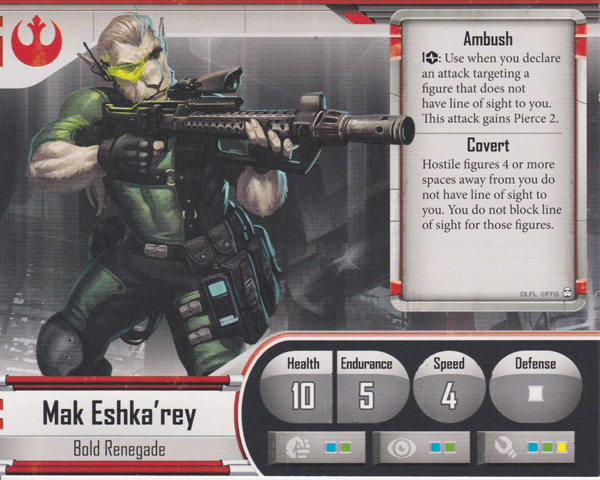 Ambush
1: Use when you declare
an attack targeting a
figure that does not
have line of sight to you.
This attack gains Pierce 2.
Covert
Hostile figures 4 or more
spaces away from you do
not have line of sight to
you. You do not block line
of sight for those figures.
©LFL ©FFG
Mak Eshka'rey
Bold Renegade
Health Endurance Speed Defense
10 5 4